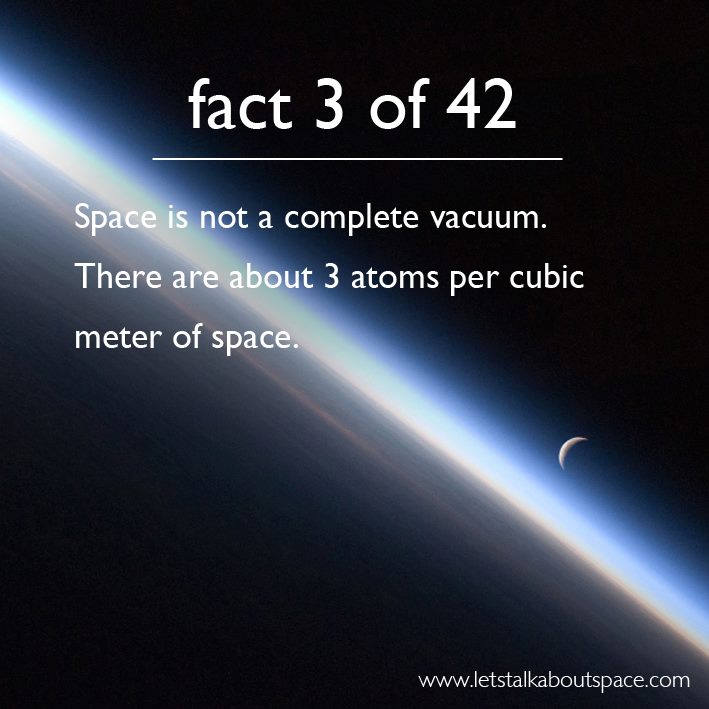 fact 3 of 42
Space is not a complete vacuum.
There are about 3 atoms per cubic
meter of space.
www.letstalkaboutspace.com